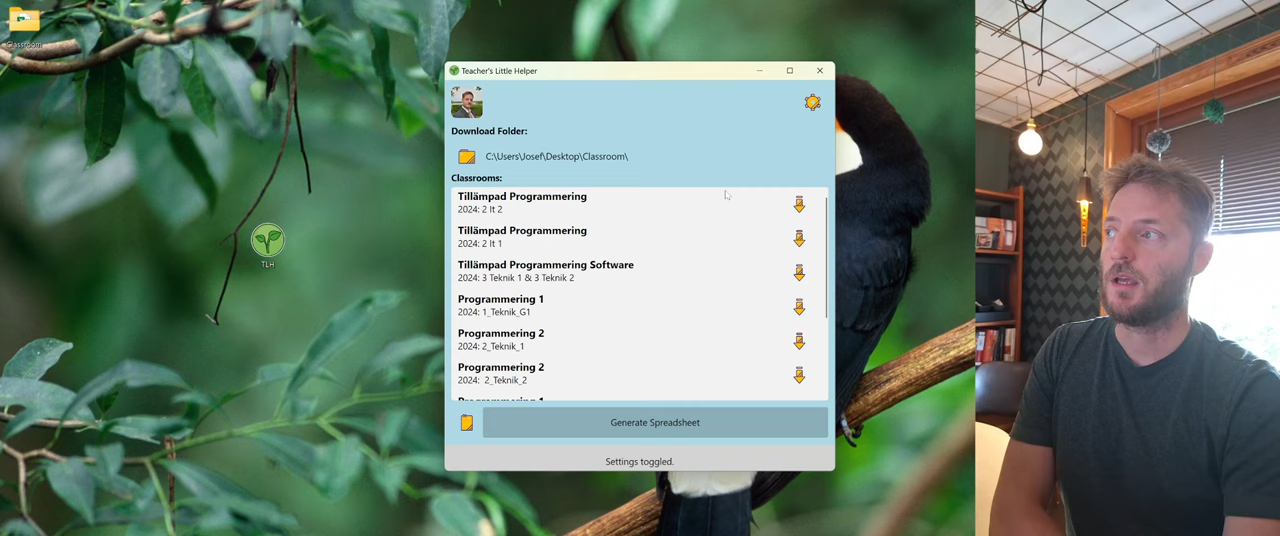 Classroom
TLH
Teacher's Little Helper
Download Folder:
C:\Users\Josef\Desktop\Classroom\
Classrooms:
Tillämpad Programmering
2024: 2 It 2
Tillämpad Programmering
2024: 2 It 1
Tillämpad Programmering Software
2024: 3 Teknik 1 & 3 Teknik 2
Programmering 1
2024: 1_Teknik_G1
Programmering 2
2024: 2_Teknik_1
Programmering 2
2024: 2_Teknik_2
Programmering 1
Generate Spreadsheet
Settings toggled.